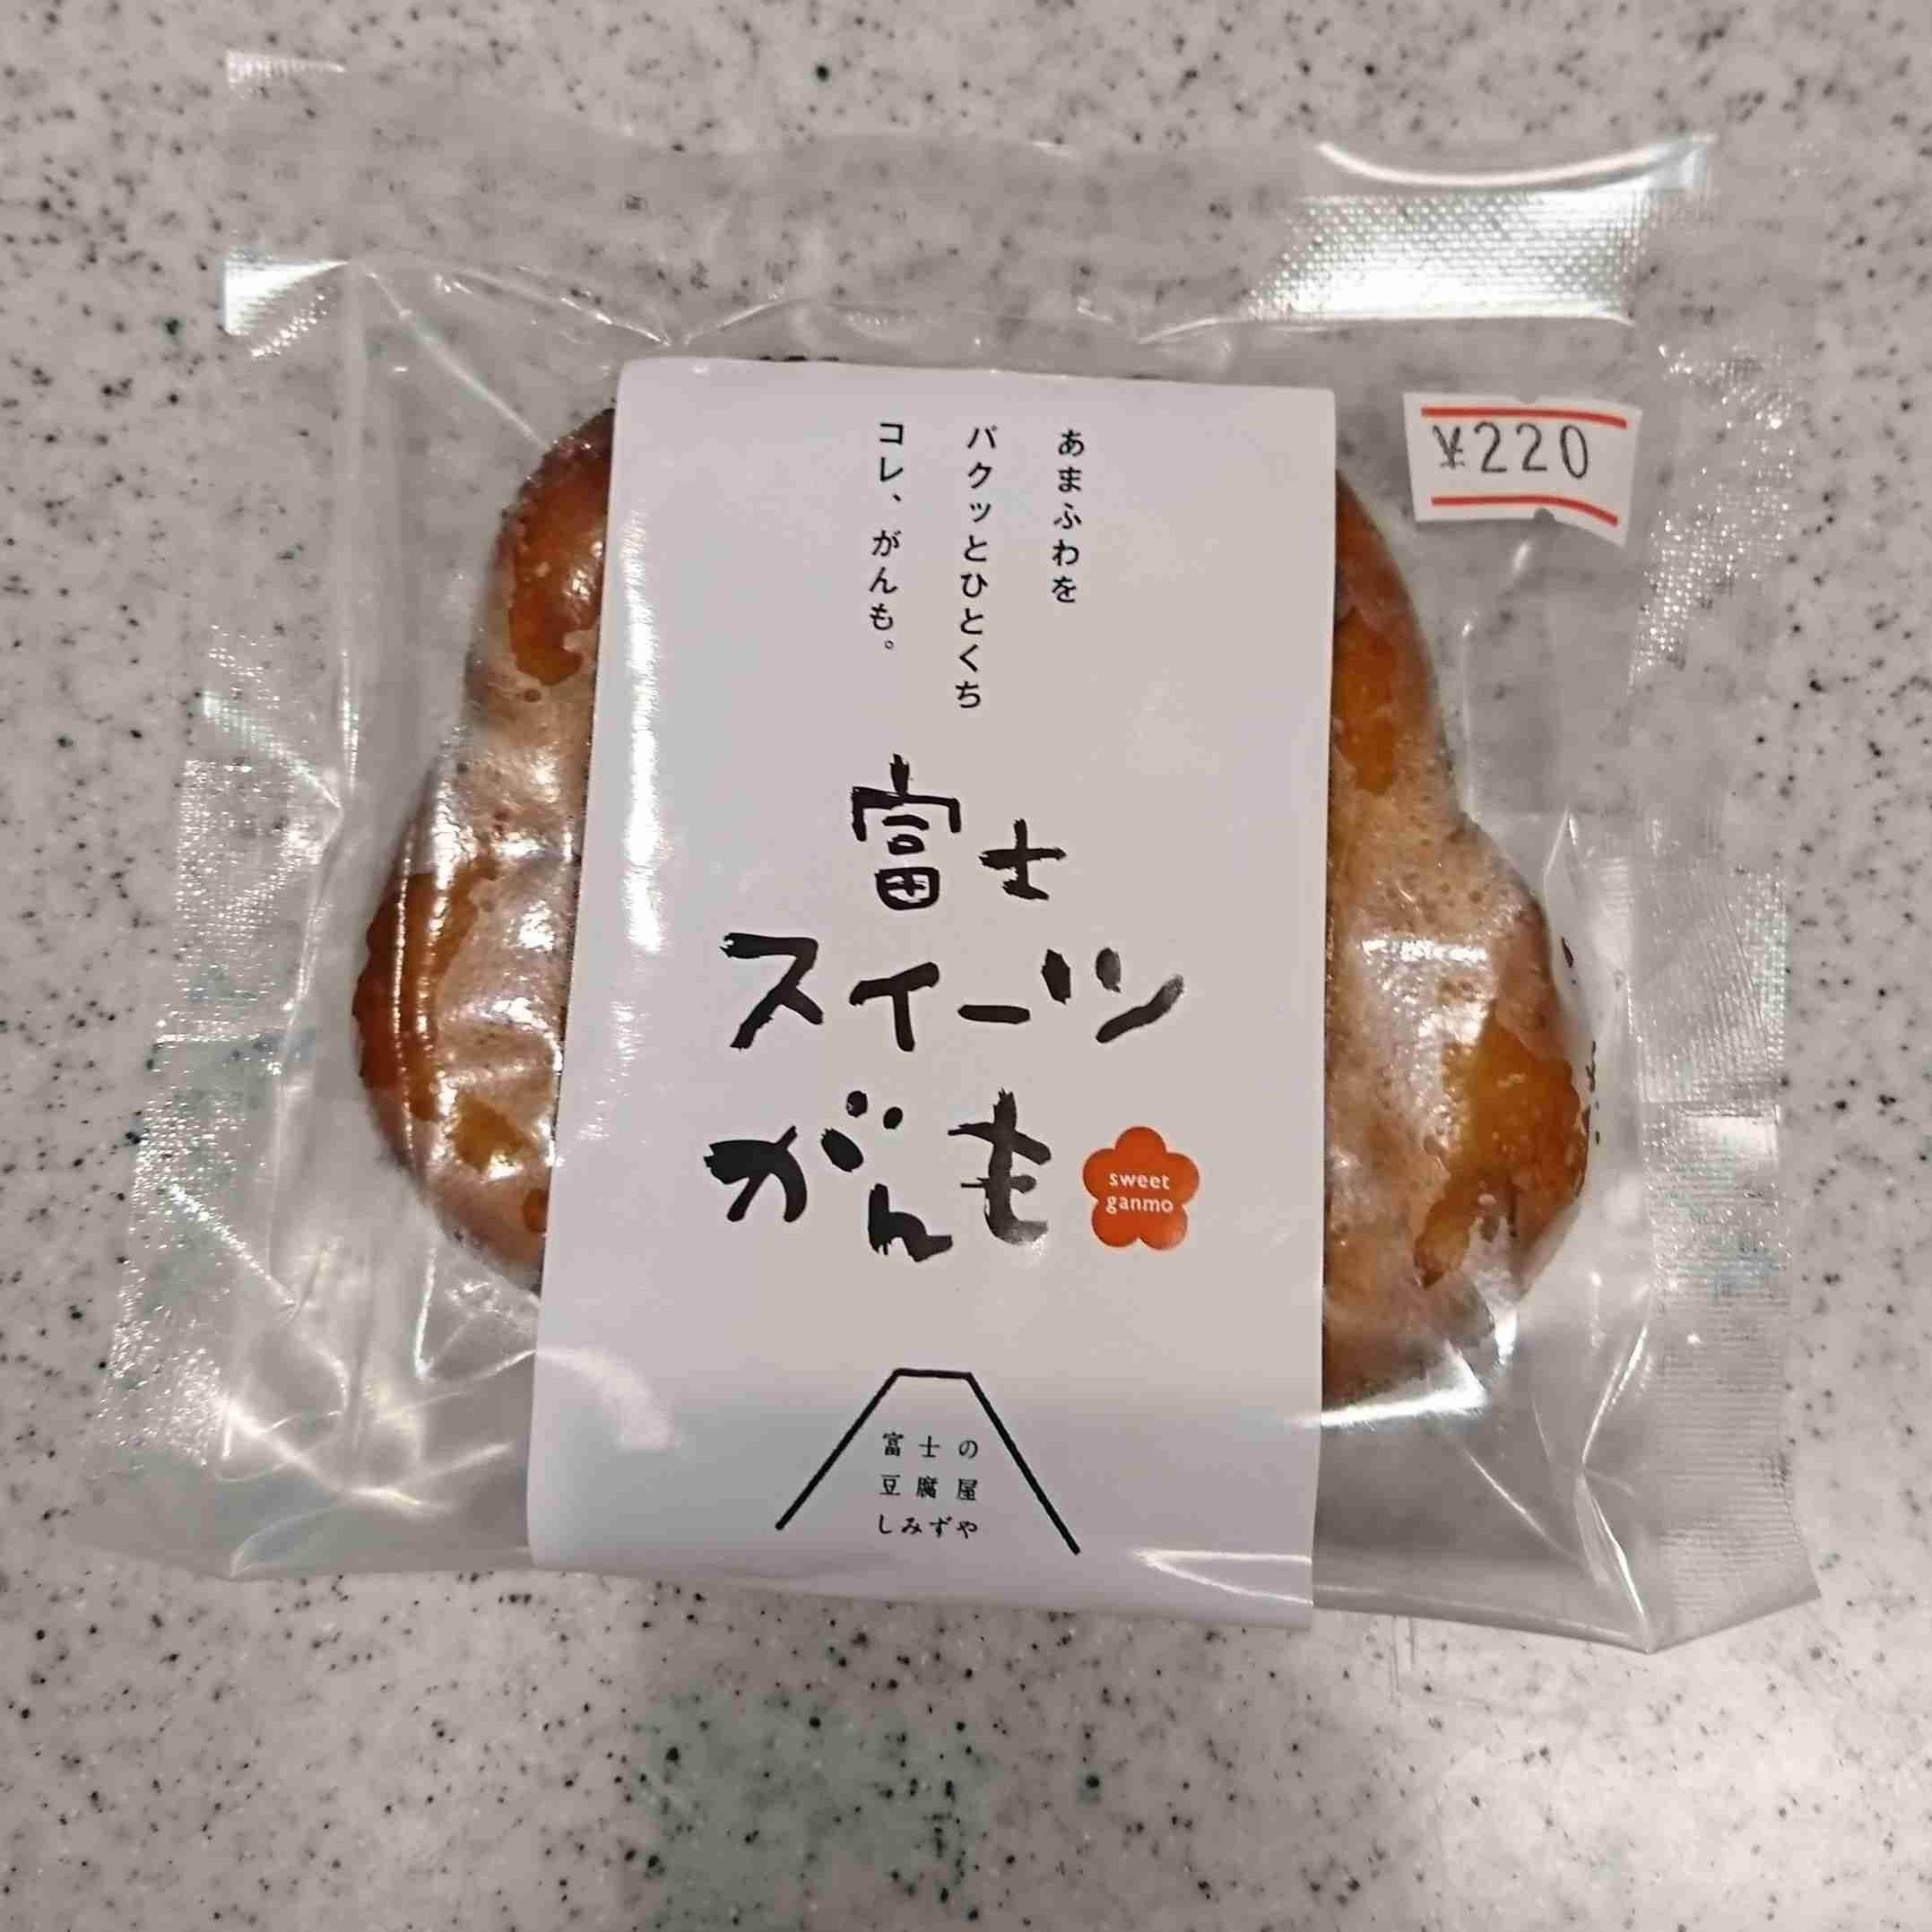 ¥220
あまふわを
パクッとひとくち
コレ、がんも。
富士
スイーツ
がんも
sweet
ganmo
富士の
豆腐屋
しみずや